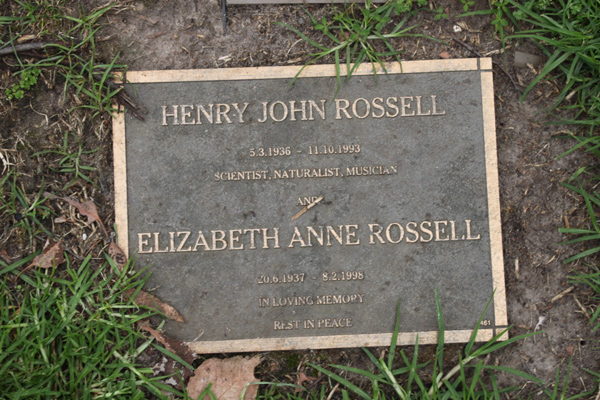 HENRY JOHN ROSSELL
5.3.1936 - 11.10.1993
SCIENTIST, NATURALIST, MUSICIAN
AND
ELIZABETH ANNE ROSSELL
20.6.1937 - 8.2.1998
IN LOVING MEMORY
REST IN PEACE
461